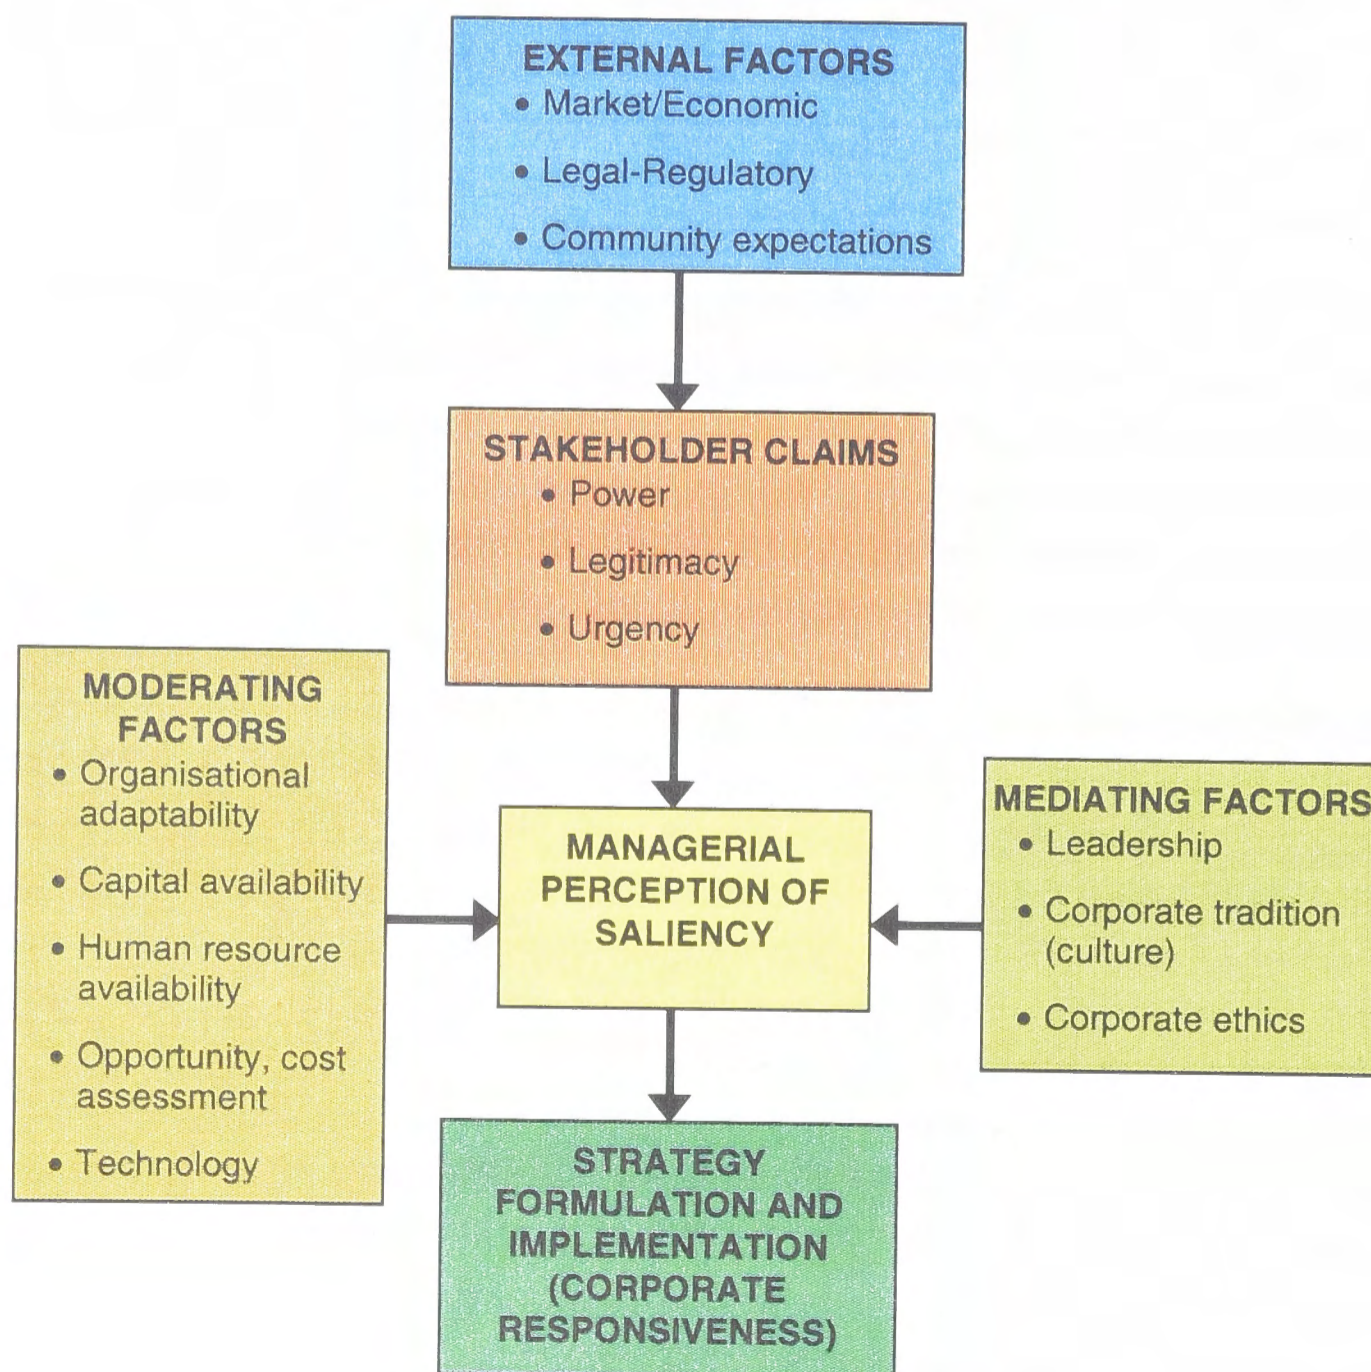 EXTERNAL FACTORS
• Market/Economic
• Legal-Regulatory
• Community expectations
STAKEHOLDER CLAIMS
• Power
• Legitimacy
• Urgency
MODERATING
FACTORS
• Organisational
adaptability
• Capital availability
• Human resource
availability
• Opportunity, cost
assessment
• Technology
MANAGERIAL
PERCEPTION OF
SALIENCY
MEDIATING FACTORS
• Leadership
• Corporate tradition
(culture)
• Corporate ethics
STRATEGY
FORMULATION AND
IMPLEMENTATION
(CORPORATE
RESPONSIVENESS)